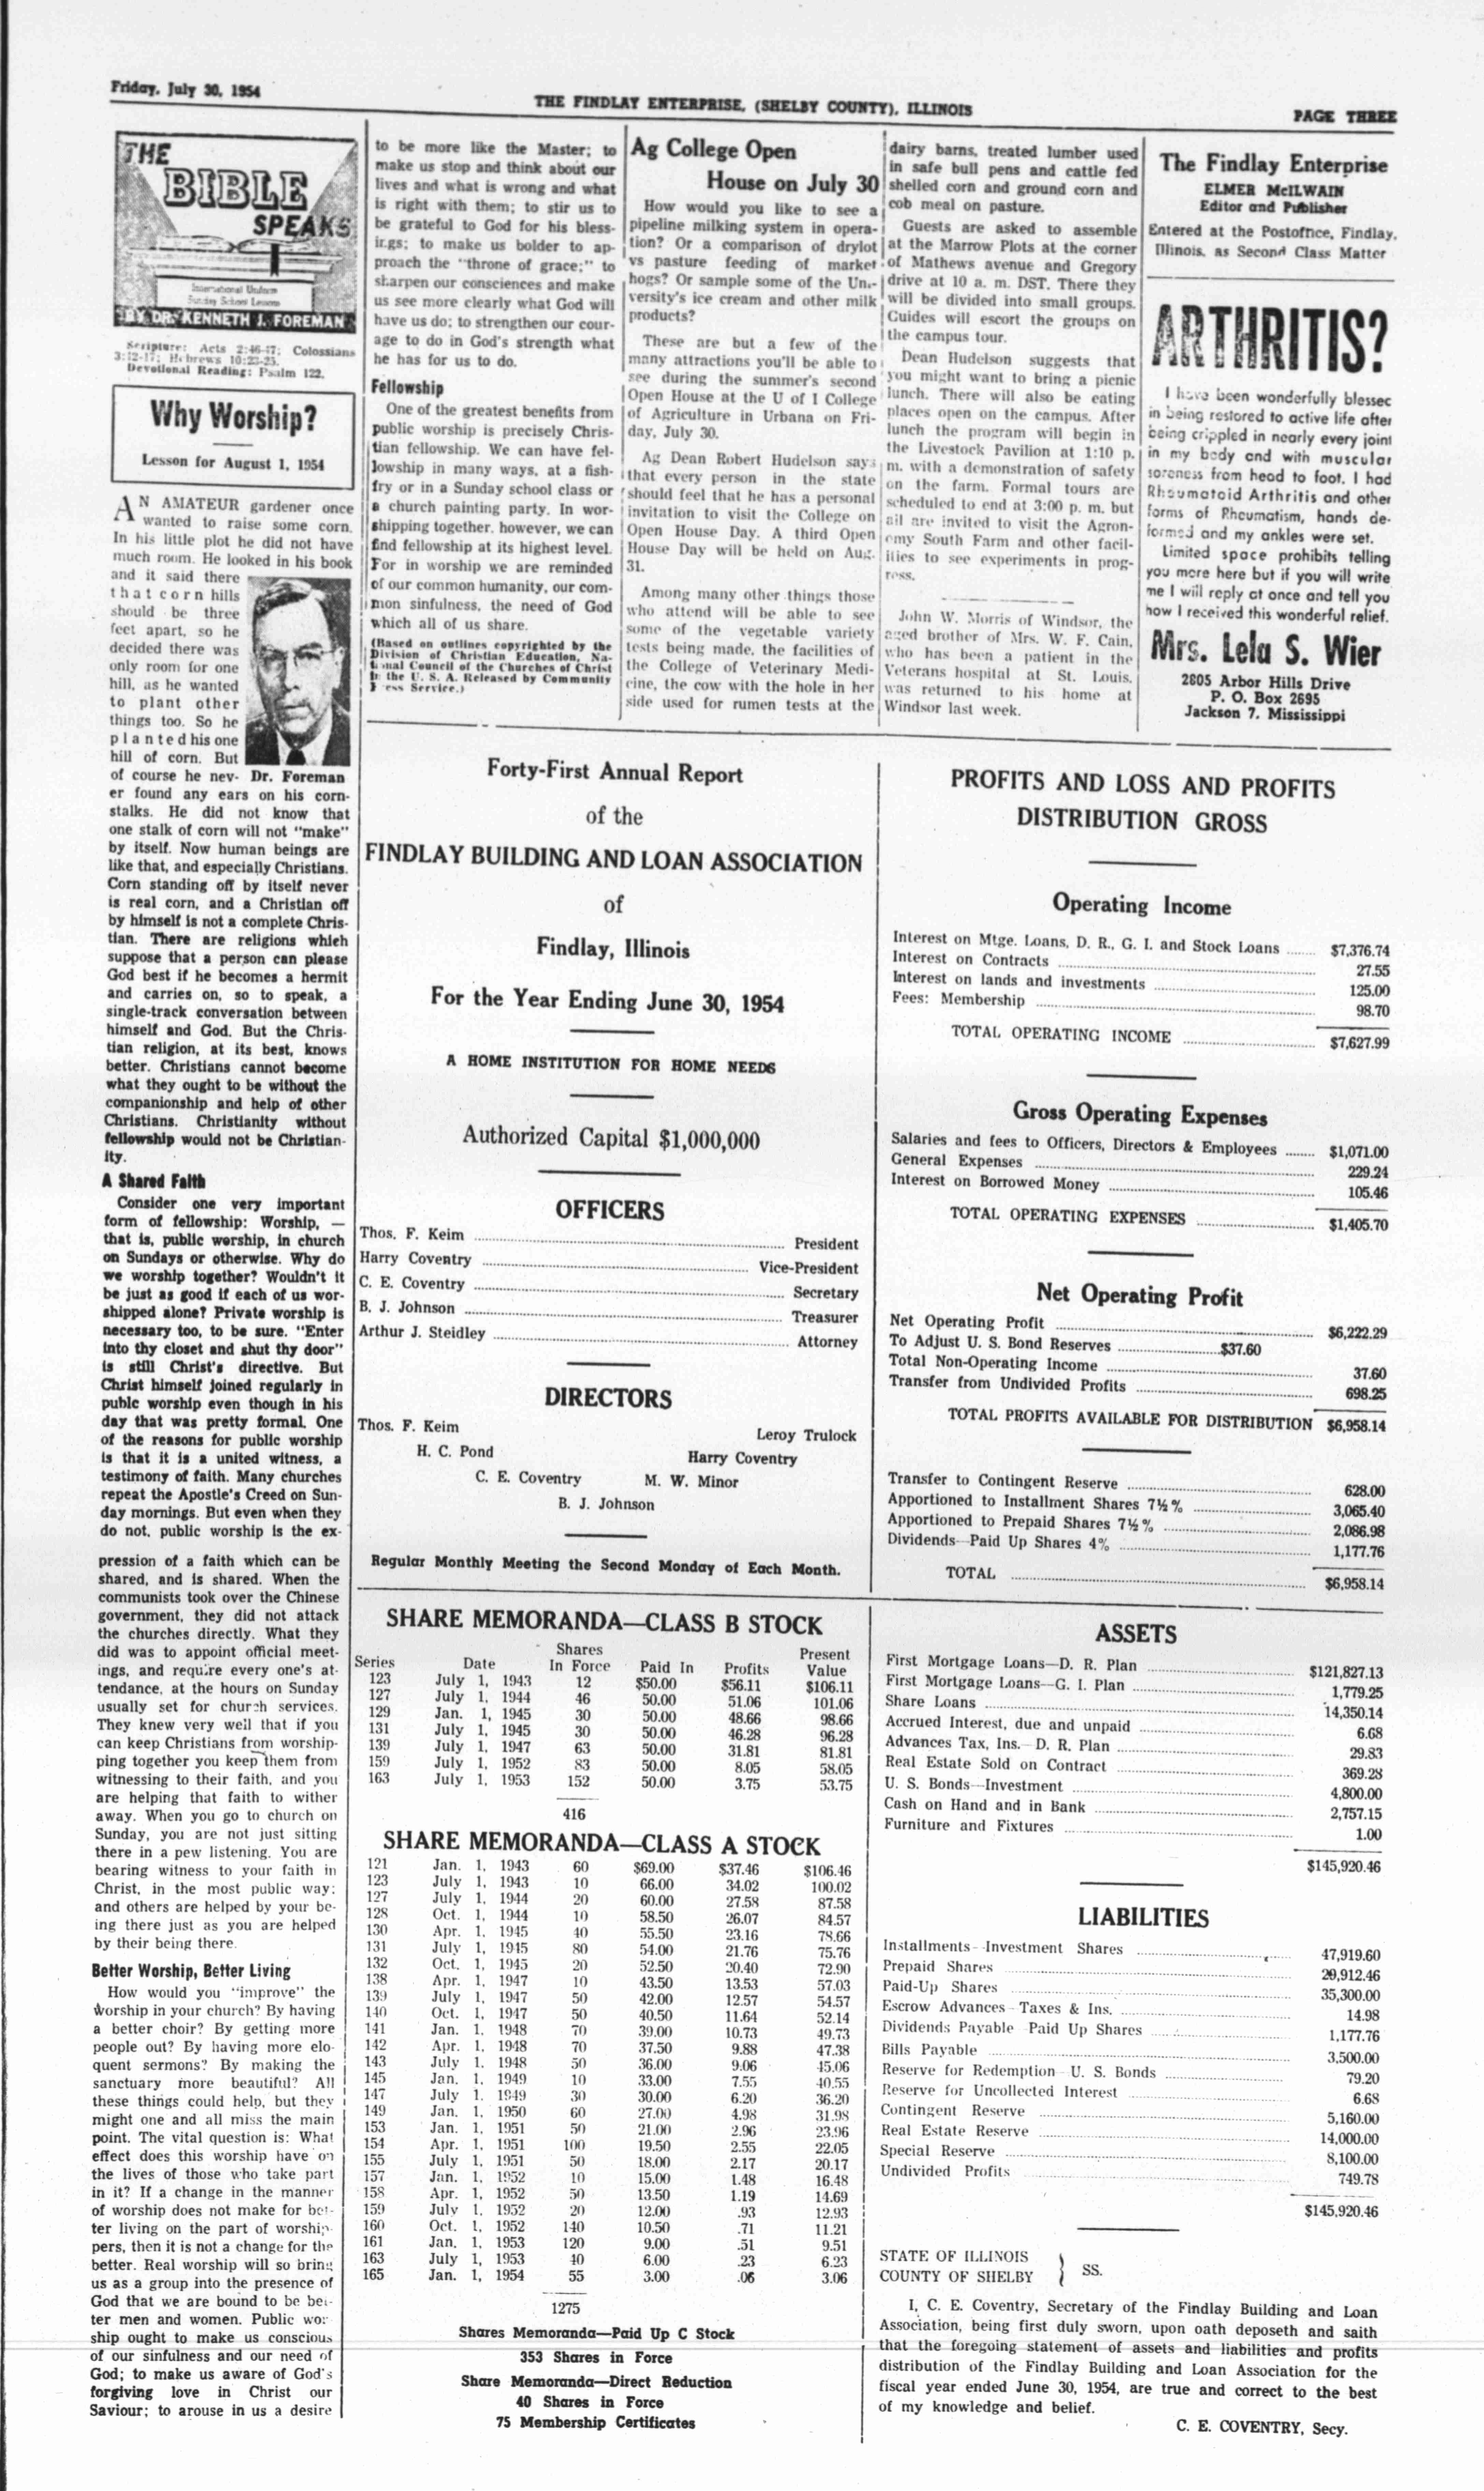 Friday, July 30, 1954
THE FINDLAY ENTERPRISE, (SHELBY COUNTY), ILLINOIS
PAGE THREE
THE
BIBLE
SPEAKS
International Uniform
Sunday School Lessons
BY DR. KENNETH J. FOREMAN
Scripture: Acts 2:46-47; Colossians
3:12-17; Hebrews 10:23-25.
Devotional Reading: Psalm 122.
Why Worship?
Lesson for August 1, 1954
AN AMATEUR gardener once
wanted to raise some corn.
In his little plot he did not have
much room. He looked in his book
and it said there
that corn hills
should be three
feet apart, so he
decided there was
only room for one
hill, as he wanted
to plant other
things too. So he
planted his one
hill of corn. But
of course he nev-
Dr. Foreman
er found any ears on his corn-
stalks. He did not know that
one stalk of corn will not "make"
by itself. Now human beings are
like that, and especially Christians.
Corn standing off by itself never
is real corn, and a Christian off
by himself is not a complete Chris-
tian. There are religions which
suppose that a person can please
God best if he becomes a hermit
and carries on, so to speak, a
single-track conversation between
himself and God. But the Chris-
tian religion, at its best, knows
better. Christians cannot become
what they ought to be without the
companionship and help of other
Christians. Christianity without
fellowship would not be Christian-
ity.
A Shared Faith
Consider one very important
form of fellowship: Worship, —
that is, public worship, in church
on Sundays or otherwise. Why do
we worship together? Wouldn't it
be just as good if each of us wor-
shipped alone? Private worship is
necessary too, to be sure. "Enter
into thy closet and shut thy door"
is still Christ's directive. But
Christ himself joined regularly in
public worship even though in his
day that was pretty formal. One
of the reasons for public worship
is that it is a united witness, a
testimony of faith. Many churches
repeat the Apostle's Creed on Sun-
day mornings. But even when they
do not, public worship is the ex-
pression of a faith which can be
shared, and is shared. When the
communists took over the Chinese
government, they did not attack
the churches directly. What they
did was to appoint official meet-
ings, and require every one's at-
tendance, at the hours on Sunday
usually set for church services.
They knew very well that if you
can keep Christians from worship-
ping together you keep them from
witnessing to their faith, and you
are helping that faith to wither
away. When you go to church on
Sunday, you are not just sitting
there in a pew listening. You are
bearing witness to your faith in
Christ, in the most public way;
and others are helped by your be-
ing there just as you are helped
by their being there.
Better Worship, Better Living
How would you "improve" the
worship in your church? By having
a better choir? By getting more
people out? By having more elo-
quent sermons? By making the
sanctuary more beautiful? All
these things could help, but they
might one and all miss the main
point. The vital question is: What
effect does this worship have on
the lives of those who take part
in it? If a change in the manner
of worship does not make for bet-
ter living on the part of worship-
pers, then it is not a change for the
better. Real worship will so bring
us as a group into the presence of
God that we are bound to be bet-
ter men and women. Public wor-
ship ought to make us conscious
of our sinfulness and our need of
God; to make us aware of God's
forgiving love in Christ our
Saviour; to arouse in us a desire
to be more like the Master; to
make us stop and think about our
lives and what is wrong and what
is right with them; to stir us to
be grateful to God for his bless-
ings; to make us bolder to ap-
proach the "throne of grace;" to
sharpen our consciences and make
us see more clearly what God will
have us do; to strengthen our cour-
age to do in God's strength what
he has for us to do.
Fellowship
One of the greatest benefits from
public worship is precisely Chris-
tian fellowship. We can have fel-
lowship in many ways, at a fish-
fry or in a Sunday school class or
a church painting party. In wor-
shipping together, however, we can
find fellowship at its highest level.
For in worship we are reminded
of our common humanity, our com-
mon sinfulness, the need of God
which all of us share.
(Based on outlines copyrighted by the
Division of Christian Education, Na-
tional Council of the Churches of Christ
in the U. S. A. Released by Community
Press Service.)
Ag College Open
House on July 30
How would you like to see a
pipeline milking system in opera-
tion? Or a comparison of drylot
vs pasture feeding of market
hogs? Or sample some of the Uni-
versity's ice cream and other milk
products?
These are but a few of the
many attractions you'll be able to
see during the summer's second
Open House at the U of I College
of Agriculture in Urbana on Fri-
day, July 30.
Ag Dean Robert Hudelson says
that every person in the state
should feel that he has a personal
invitation to visit the College on
Open House Day. A third Open
House Day will be held on Aug.
31.
Among many other things those
who attend will be able to see
some of the vegetable variety
tests being made, the facilities of
the College of Veterinary Medi-
cine, the cow with the hole in her
side used for rumen tests at the
dairy barns, treated lumber used
in safe bull pens and cattle fed
shelled corn and ground corn and
cob meal on pasture.
Guests are asked to assemble
at the Marrow Plots at the corner
of Mathews avenue and Gregory
drive at 10 a. m. DST. There they
will be divided into small groups.
Guides will escort the groups on
the campus tour.
Dean Hudelson suggests that
you might want to bring a picnic
lunch. There will also be eating
places open on the campus. After
lunch the program will begin in
the Livestock Pavilion at 1:10 p.
m. with a demonstration of safety
on the farm. Formal tours are
scheduled to end at 3:00 p. m. but
all are invited to visit the Agron-
omy South Farm and other facil-
ities to see experiments in prog-
ress.
John W. Morris of Windsor, the
aged brother of Mrs. W. F. Cain,
who has been a patient in the
Veterans hospital at St. Louis,
was returned to his home at
Windsor last week.
The Findlay Enterprise
ELMER McILWAIN
Editor and Publisher
Entered at the Postoffice, Findlay,
Illinois, as Second Class Matter
ARTHRITIS?
I have been wonderfully blessec
in being restored to active life after
being crippled in nearly every joint
in my body and with muscular
soreness from head to foot. I had
Rheumatoid Arthritis and other
forms of Rheumatism, hands de-
formed and my ankles were set.
Limited space prohibits telling
you more here but if you will write
me I will reply at once and tell you
how I received this wonderful relief.
Mrs. Lela S. Wier
2805 Arbor Hills Drive
P. O. Box 2695
Jackson 7, Mississippi
Forty-First Annual Report
of the
FINDLAY BUILDING AND LOAN ASSOCIATION
of
Findlay, Illinois
For the Year Ending June 30, 1954
A HOME INSTITUTION FOR HOME NEEDS
Authorized Capital $1,000,000
OFFICERS
Thos. F. Keim ........ President
Harry Coventry ........ Vice-President
C. E. Coventry ........ Secretary
B. J. Johnson ........ Treasurer
Arthur J. Steidley ........ Attorney
DIRECTORS
Thos. F. Keim Leroy Trulock
H. C. Pond Harry Coventry
C. E. Coventry M. W. Minor
B. J. Johnson
Regular Monthly Meeting the Second Monday of Each Month.
PROFITS AND LOSS AND PROFITS
DISTRIBUTION GROSS
Operating Income
Interest on Mtge. Loans, D. R., G. I. and Stock Loans ........ $7,376.74
Interest on Contracts ........ 27.55
Interest on lands and investments ........ 125.00
Fees: Membership ........ 98.70
TOTAL OPERATING INCOME ........ $7,627.99
Gross Operating Expenses
Salaries and fees to Officers, Directors & Employees ........ $1,071.00
General Expenses ........ 229.24
Interest on Borrowed Money ........ 105.46
TOTAL OPERATING EXPENSES ........ $1,405.70
Net Operating Profit
Net Operating Profit ........ $6,222.29
To Adjust U. S. Bond Reserves ........ $37.60
Total Non-Operating Income ........ 37.60
Transfer from Undivided Profits ........ 698.25
TOTAL PROFITS AVAILABLE FOR DISTRIBUTION $6,958.14
Transfer to Contingent Reserve ........ 628.00
Apportioned to Installment Shares 7½% ........ 3,065.40
Apportioned to Prepaid Shares 7½% ........ 2,086.98
Dividends—Paid Up Shares 4% ........ 1,177.76
TOTAL ........ $6,958.14
SHARE MEMORANDA—CLASS B STOCK
Series Date Shares In Force Paid In Profits Present Value
123 July 1, 1943 12 $50.00 $56.11 $106.11
127 July 1, 1944 46 50.00 51.06 101.06
129 Jan. 1, 1945 30 50.00 48.66 98.66
131 July 1, 1945 30 50.00 46.28 96.28
139 July 1, 1947 63 50.00 31.81 81.81
159 July 1, 1952 83 50.00 8.05 58.05
163 July 1, 1953 152 50.00 3.75 53.75
416
SHARE MEMORANDA—CLASS A STOCK
121 Jan. 1, 1943 60 $69.00 $37.46 $106.46
123 July 1, 1943 10 66.00 34.02 100.02
127 July 1, 1944 20 60.00 27.58 87.58
128 Oct. 1, 1944 10 58.50 26.07 84.57
130 Apr. 1, 1945 40 55.50 23.16 78.66
131 July 1, 1945 80 54.00 21.76 75.76
132 Oct. 1, 1945 20 52.50 20.40 72.90
138 Apr. 1, 1947 10 43.50 13.53 57.03
139 July 1, 1947 50 42.00 12.57 54.57
140 Oct. 1, 1947 50 40.50 11.64 52.14
141 Jan. 1, 1948 70 39.00 10.73 49.73
142 Apr. 1, 1948 70 37.50 9.88 47.38
143 July 1, 1948 50 36.00 9.06 45.06
145 Jan. 1, 1949 10 33.00 7.55 40.55
147 July 1, 1949 30 30.00 6.20 36.20
149 Jan. 1, 1950 60 27.00 4.98 31.98
153 Jan. 1, 1951 50 21.00 2.96 23.96
154 Apr. 1, 1951 100 19.50 2.55 22.05
155 July 1, 1951 50 18.00 2.17 20.17
157 Jan. 1, 1952 10 15.00 1.48 16.48
158 Apr. 1, 1952 50 13.50 1.19 14.69
159 July 1, 1952 20 12.00 .93 12.93
160 Oct. 1, 1952 140 10.50 .71 11.21
161 Jan. 1, 1953 120 9.00 .51 9.51
163 July 1, 1953 40 6.00 .23 6.23
165 Jan. 1, 1954 55 3.00 .06 3.06
1275
Shares Memoranda—Paid Up C Stock
353 Shares in Force
Share Memoranda—Direct Reduction
40 Shares in Force
75 Membership Certificates
ASSETS
First Mortgage Loans—D. R. Plan ........ $121,827.13
First Mortgage Loans—G. I. Plan ........ 1,779.25
Share Loans ........ 14,350.14
Accrued Interest, due and unpaid ........ 6.68
Advances Tax, Ins.—D. R. Plan ........ 29.83
Real Estate Sold on Contract ........ 369.28
U. S. Bonds—Investment ........ 4,800.00
Cash on Hand and in Bank ........ 2,757.15
Furniture and Fixtures ........ 1.00
$145,920.46
LIABILITIES
Installments—Investment Shares ........ 47,919.60
Prepaid Shares ........ 29,912.46
Paid-Up Shares ........ 35,300.00
Escrow Advances—Taxes & Ins. ........ 14.98
Dividends Payable—Paid Up Shares ........ 1,177.76
Bills Payable ........ 3,500.00
Reserve for Redemption—U. S. Bonds ........ 79.20
Reserve for Uncollected Interest ........ 6.68
Contingent Reserve ........ 5,160.00
Real Estate Reserve ........ 14,000.00
Special Reserve ........ 8,100.00
Undivided Profits ........ 749.78
$145,920.46
STATE OF ILLINOIS
COUNTY OF SHELBY } SS.
I, C. E. Coventry, Secretary of the Findlay Building and Loan
Association, being first duly sworn, upon oath deposeth and saith
that the foregoing statement of assets and liabilities and profits
distribution of the Findlay Building and Loan Association for the
fiscal year ended June 30, 1954, are true and correct to the best
of my knowledge and belief.
C. E. COVENTRY, Secy.